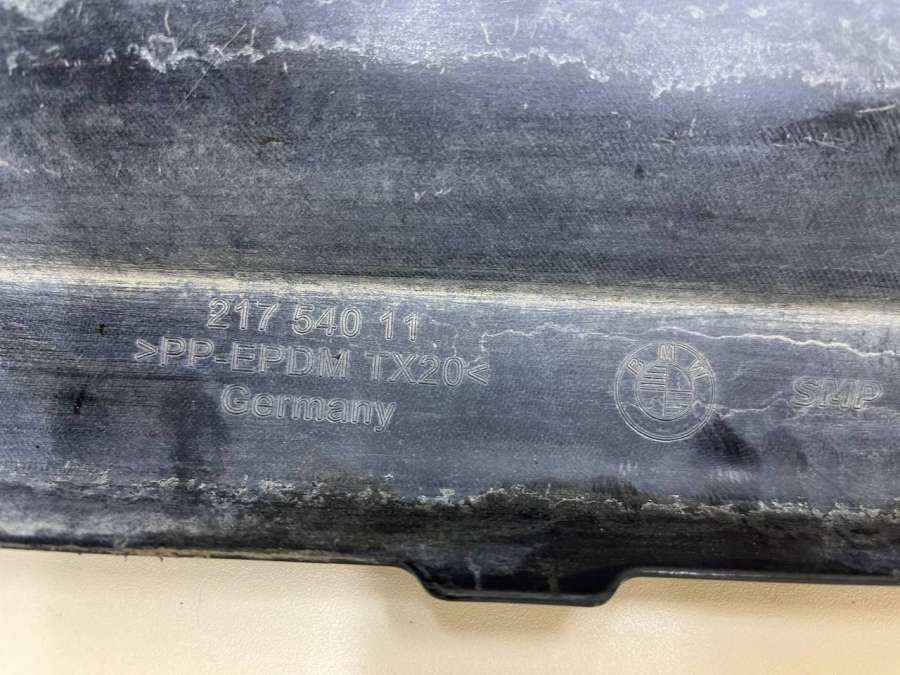 217 540 11
>PP-EPDM TX20<
Germany
BMW
SMP